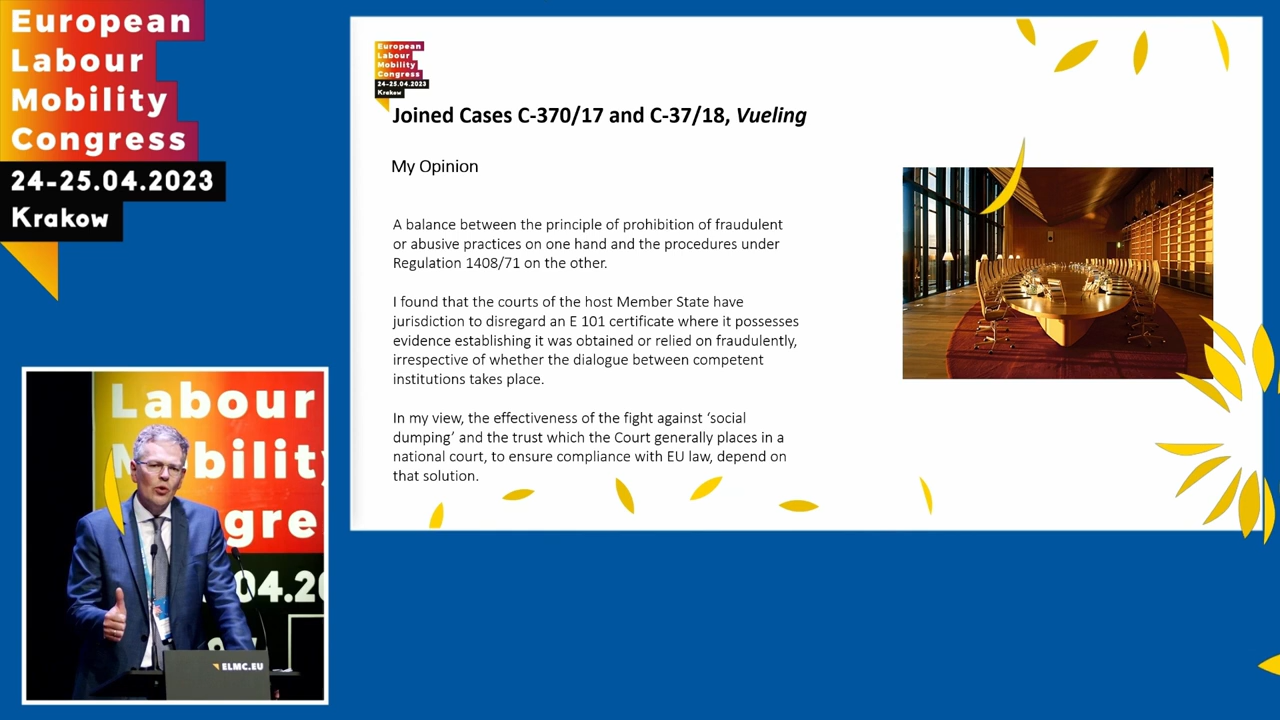 European
Labour
Mobility
Congress
24-25.04.2023
Krakow
European
Labour
Mobility
Congress
24-25.04.2023
Krakow
Joined Cases C-370/17 and C-37/18, Vueling
My Opinion
A balance between the principle of prohibition of fraudulent
or abusive practices on one hand and the procedures under
Regulation 1408/71 on the other.
I found that the courts of the host Member State have
jurisdiction to disregard an E 101 certificate where it possesses
evidence establishing it was obtained or relied on fraudulently,
irrespective of whether the dialogue between competent
institutions takes place.
In my view, the effectiveness of the fight against ‘social
dumping’ and the trust which the Court generally places in a
national court, to ensure compliance with EU law, depend on
that solution.
Labour
bilit
gre
04.20
ELMC.EU